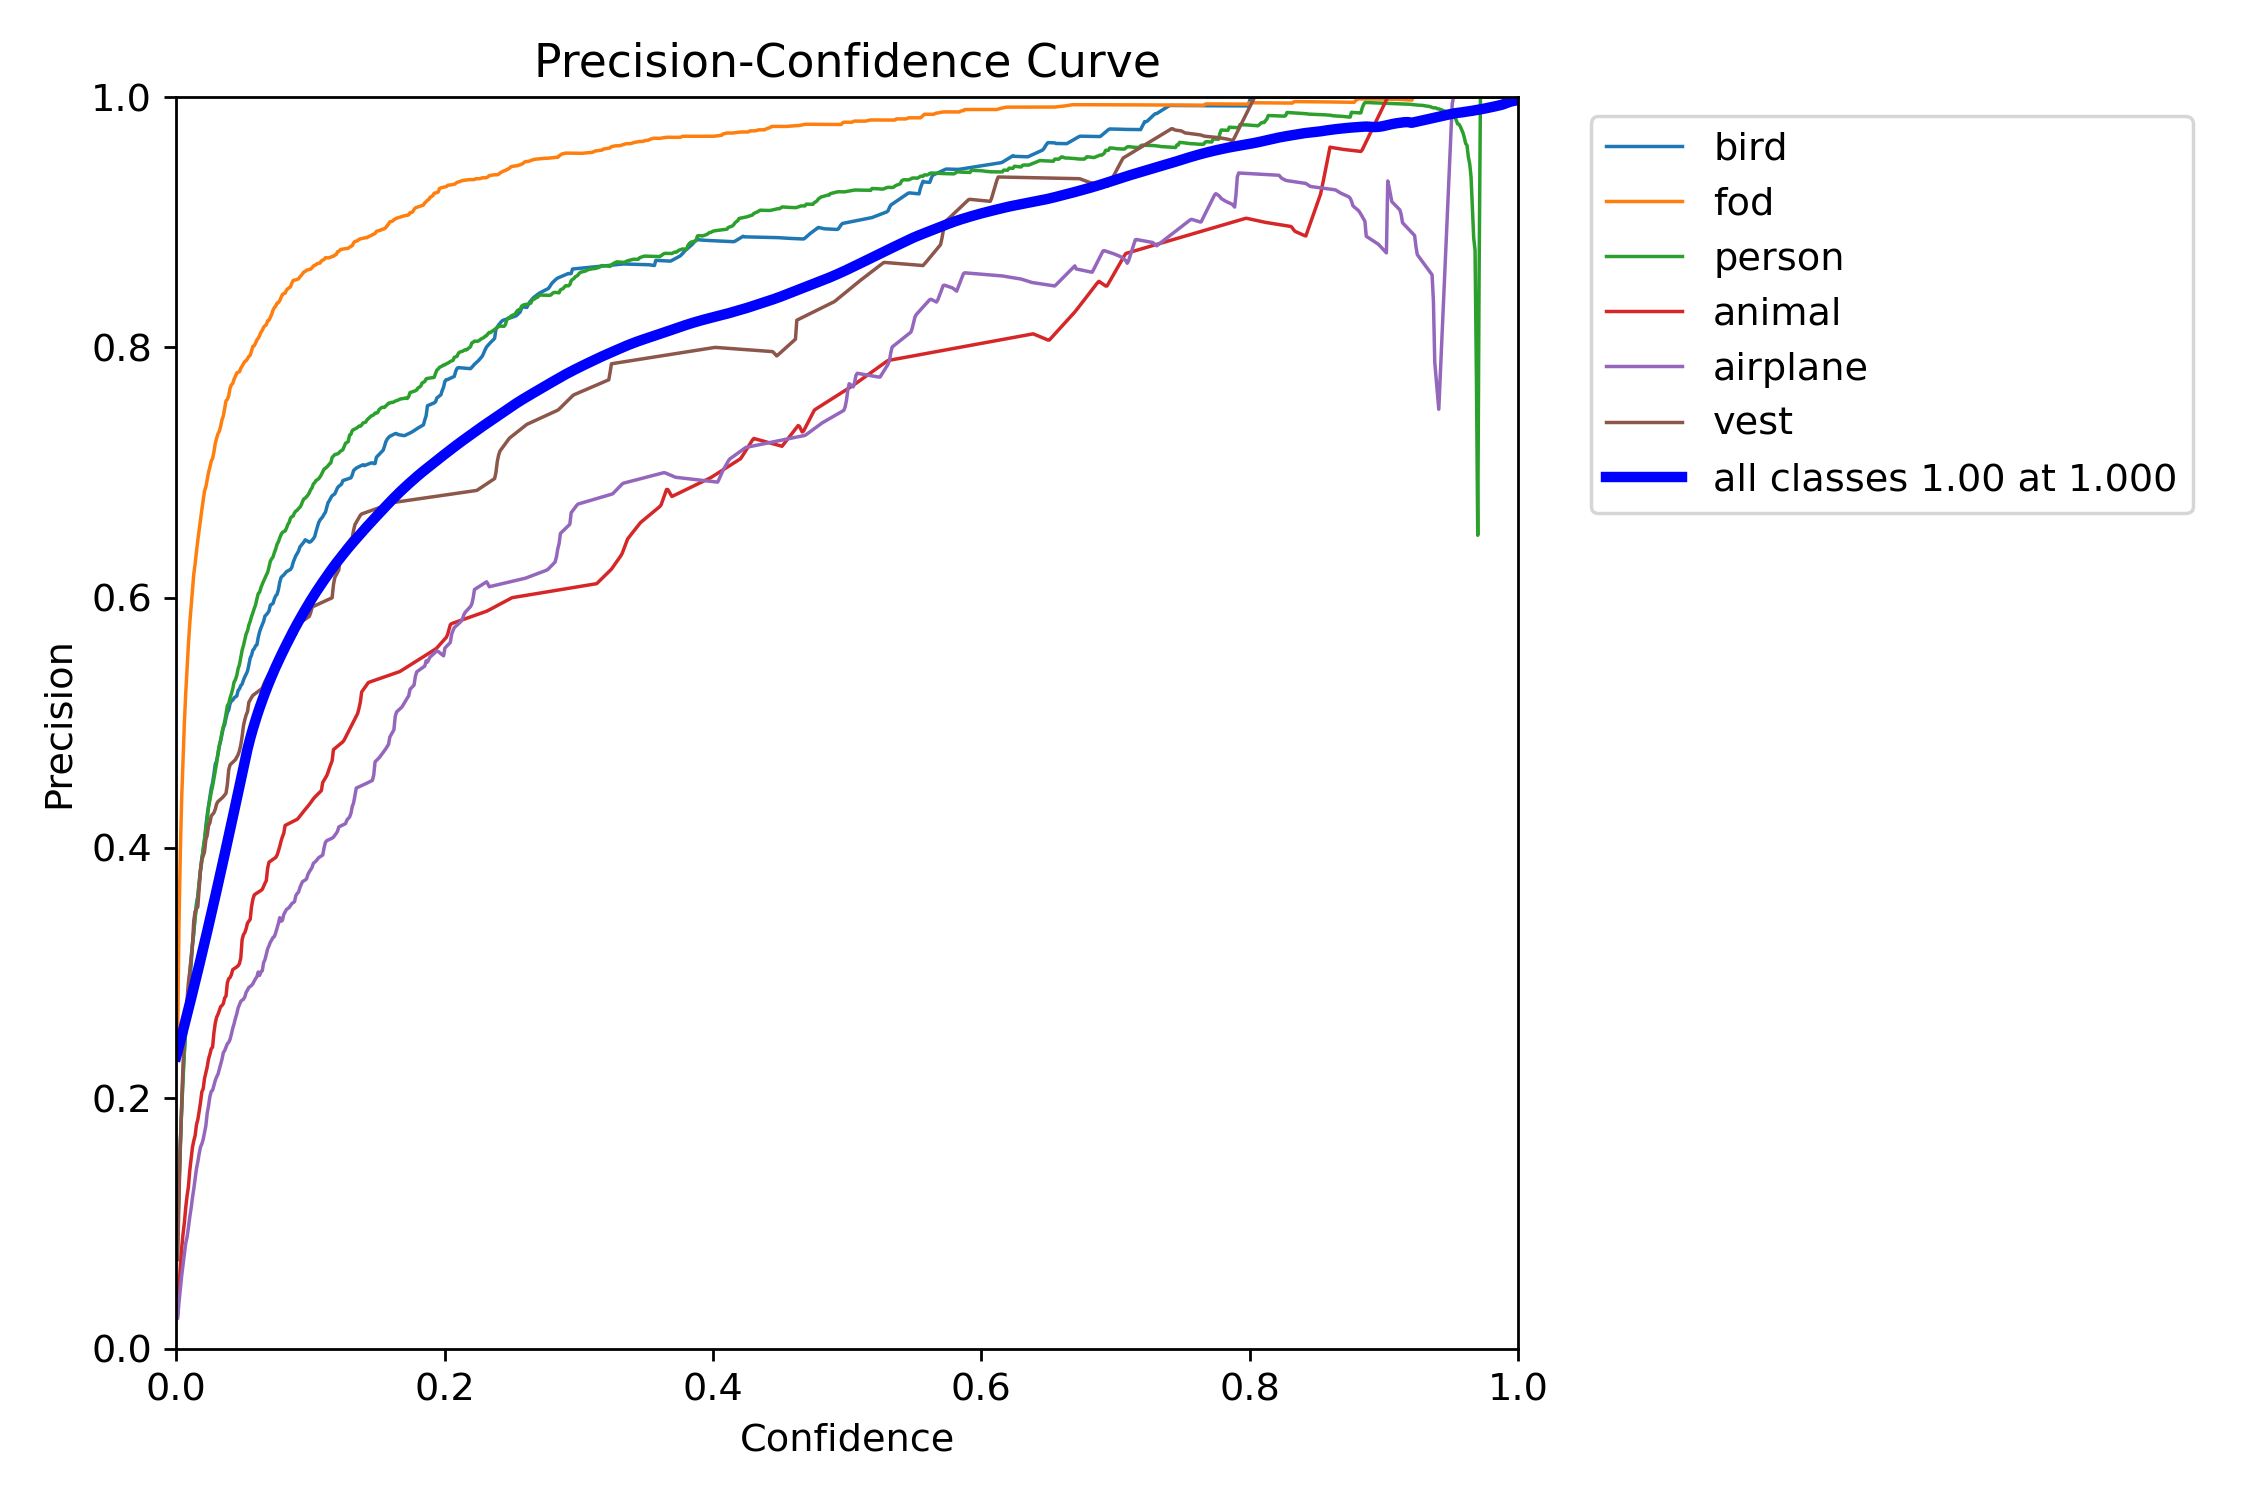 Precision-Confidence Curve
1.0
0.8
0.6
0.4
0.2
0.0
Precision
0.0 0.2 0.4 0.6 0.8 1.0
Confidence
bird
fod
person
animal
airplane
vest
all classes 1.00 at 1.000